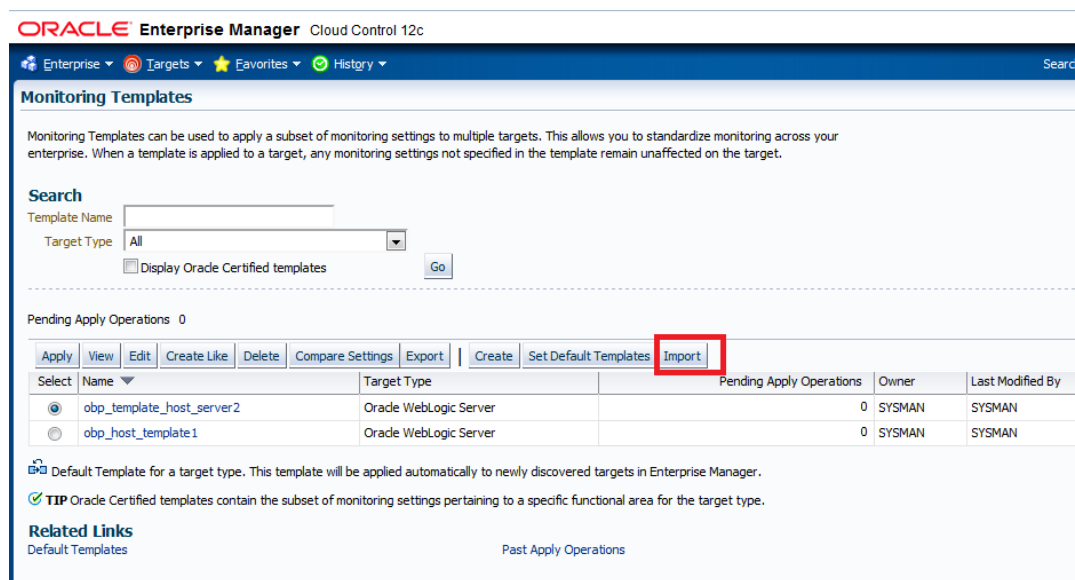 ORACLE Enterprise Manager Cloud Control 12c
Enterprise Targets Favorites History Searc
Monitoring Templates
Monitoring Templates can be used to apply a subset of monitoring settings to multiple targets. This allows you to standardize monitoring across your
enterprise. When a template is applied to a target, any monitoring settings not specified in the template remain unaffected on the target.
Search
Template Name
Target Type All
Display Oracle Certified templates Go
Pending Apply Operations 0
Apply View Edit Create Like Delete Compare Settings Export | Create Set Default Templates Import
Select Name Target Type Pending Apply Operations Owner Last Modified By
obp_template_host_server2 Oracle WebLogic Server 0 SYSMAN SYSMAN
obp_host_template1 Oracle WebLogic Server 0 SYSMAN SYSMAN
Default Template for a target type. This template will be applied automatically to newly discovered targets in Enterprise Manager.
TIP Oracle Certified templates contain the subset of monitoring settings pertaining to a specific functional area for the target type.
Related Links
Default Templates Past Apply Operations